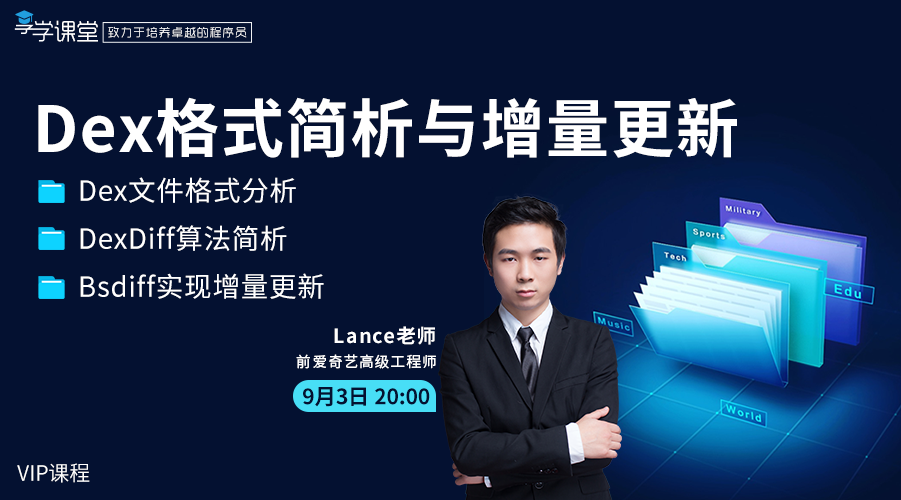 享学课堂
致力于培养卓越的程序员
Dex格式简析与增量更新
Dex文件格式分析
DexDiff算法简析
Bsdiff实现增量更新
Lance老师
前爱奇艺高级工程师
9月3日 20:00
Military
Sports
Tech
Edu
Music
World
VIP课程